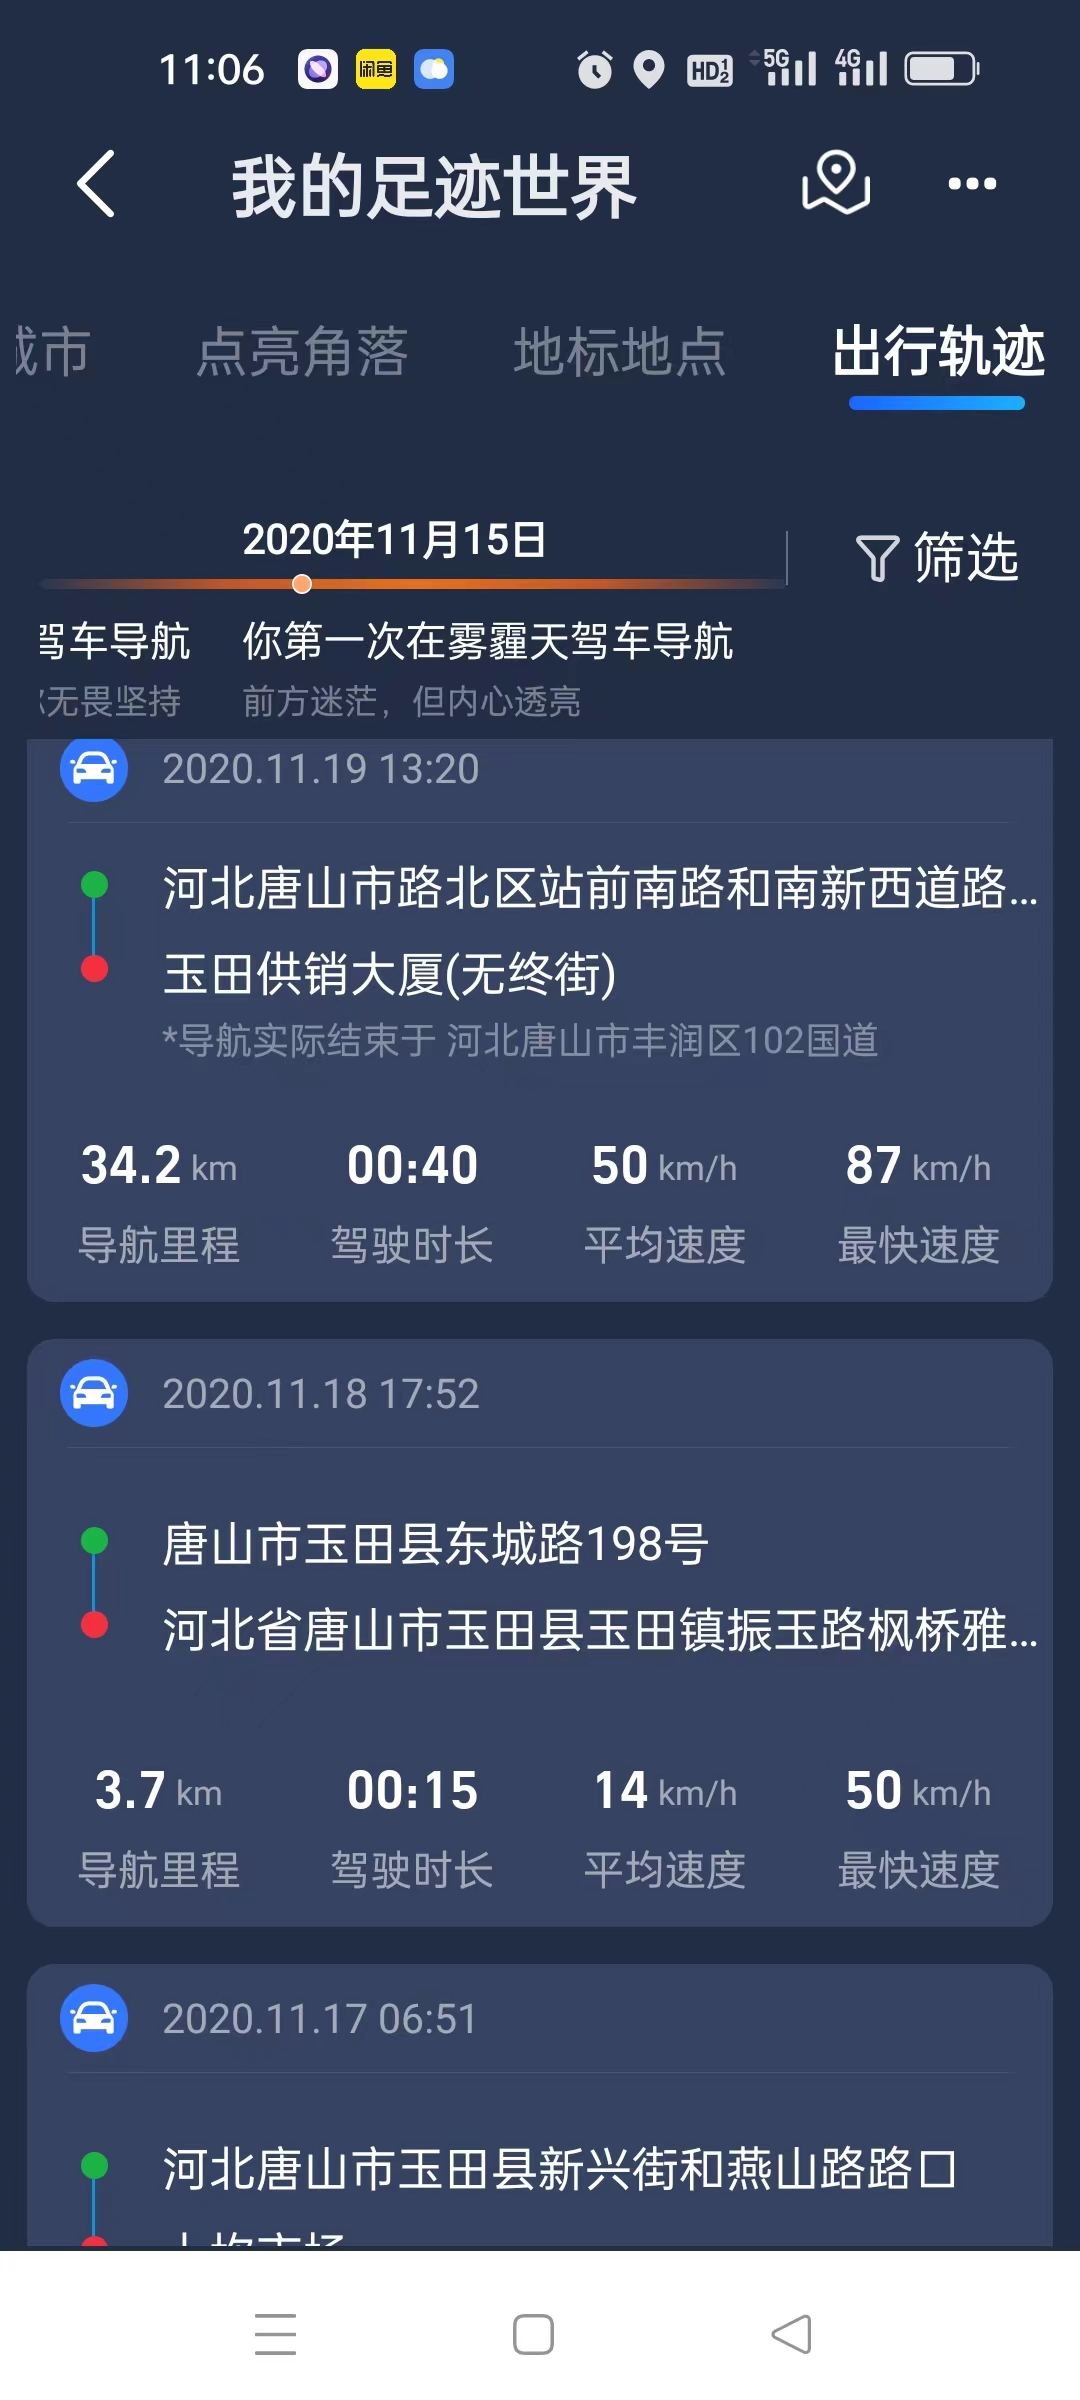 11:06
闲鱼
HD 1 2
5G
4G
我的足迹世界
城市 点亮角落 地标地点 出行轨迹
2020年11月15日
筛选
驾车导航 你第一次在雾霾天驾车导航
无畏坚持 前方迷茫，但内心透亮
2020.11.19 13:20
河北唐山市路北区站前南路和南新西道路...
玉田供销大厦(无终街)
*导航实际结束于 河北唐山市丰润区102国道
34.2 km 00:40 50 km/h 87 km/h
导航里程 驾驶时长 平均速度 最快速度
2020.11.18 17:52
唐山市玉田县东城路198号
河北省唐山市玉田县玉田镇振玉路枫桥雅...
3.7 km 00:15 14 km/h 50 km/h
导航里程 驾驶时长 平均速度 最快速度
2020.11.17 06:51
河北唐山市玉田县新兴街和燕山路路口